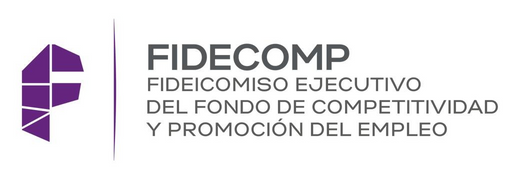 FIDECOMP
FIDEICOMISO EJECUTIVO
DEL FONDO DE COMPETITIVIDAD
Y PROMOCIÓN DEL EMPLEO